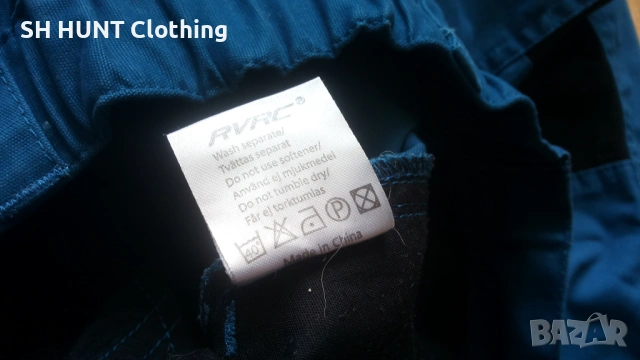 SH HUNT Clothing
RVRC®
Wash separate/
Tvättas separat
Do not use softener/
Använd ej mjukmedel
Do not tumble dry/
Får ej torktumlas
40° P
Made in China
BAZAR